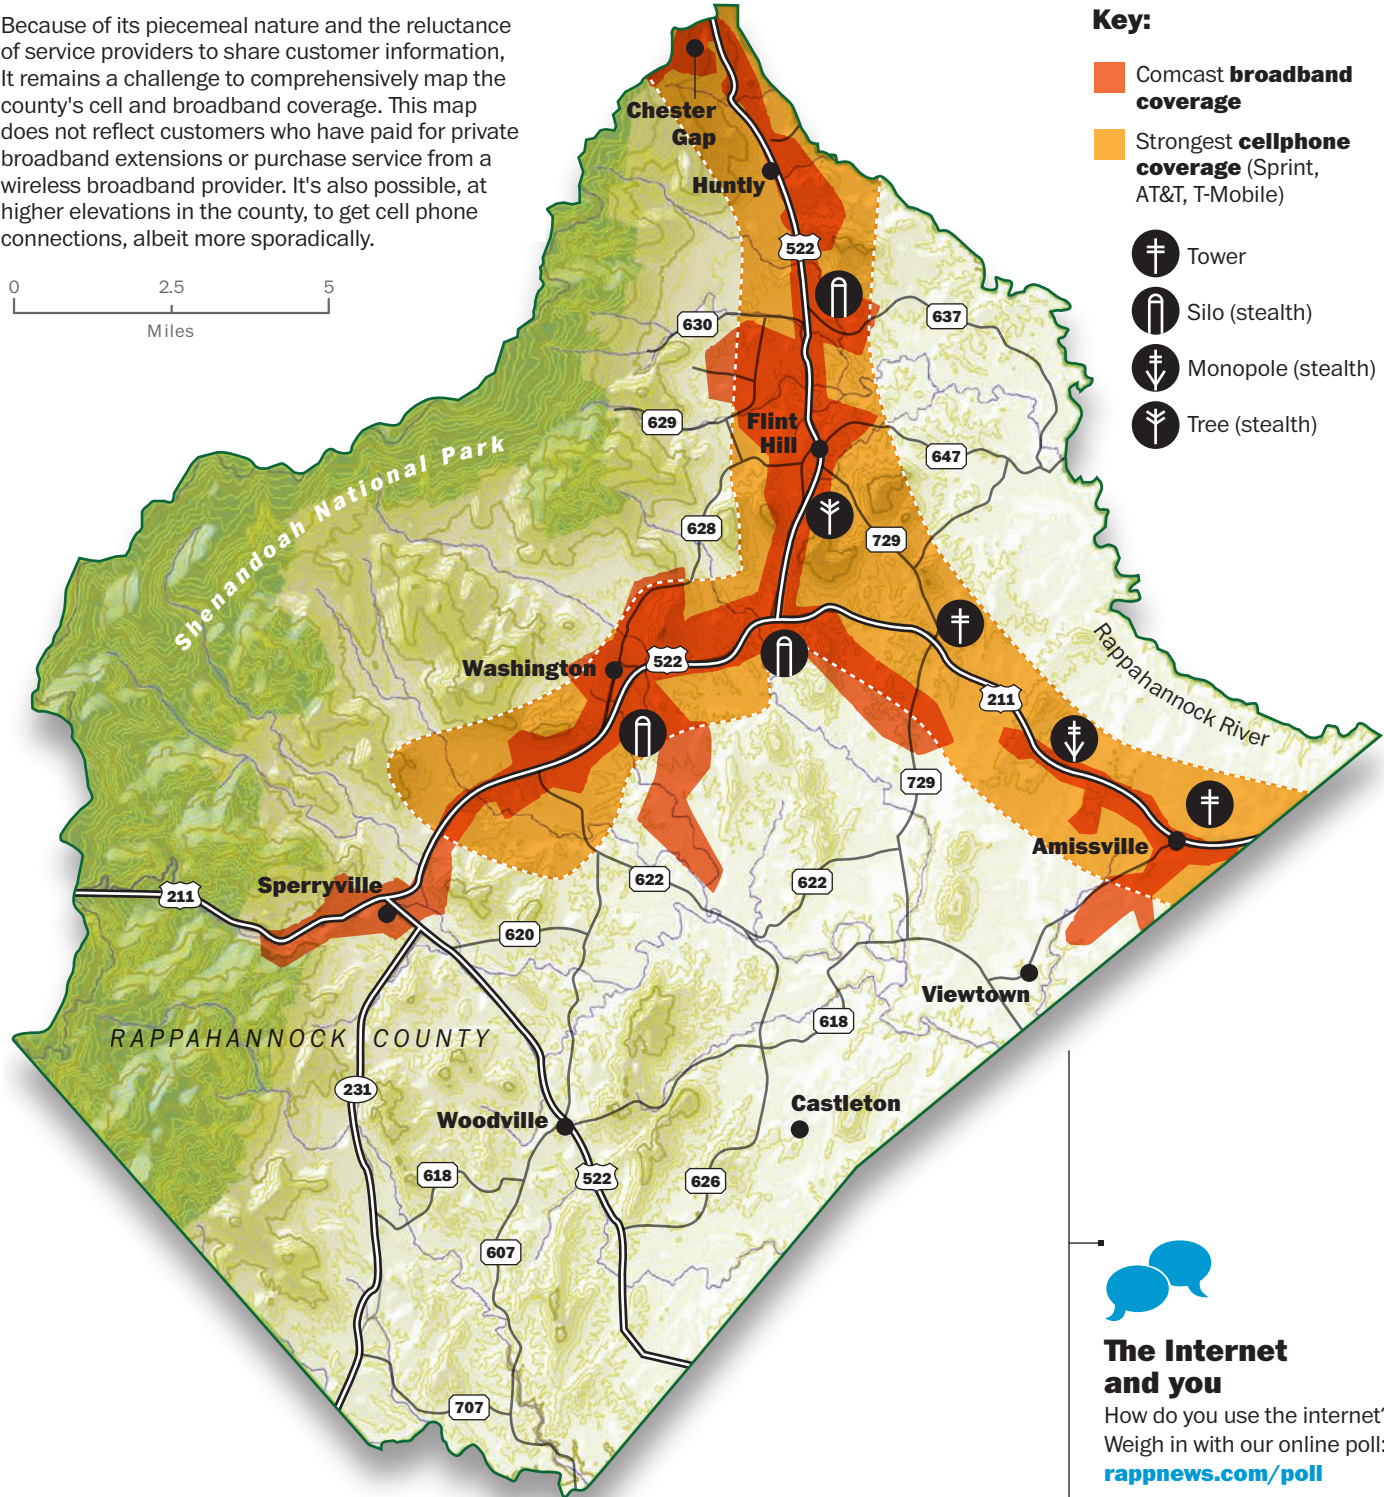 Because of its piecemeal nature and the reluctance
of service providers to share customer information,
It remains a challenge to comprehensively map the
county's cell and broadband coverage. This map
does not reflect customers who have paid for private
broadband extensions or purchase service from a
wireless broadband provider. It's also possible, at
higher elevations in the county, to get cell phone
connections, albeit more sporadically.
0 2.5 5
Miles
Key:
Comcast broadband
coverage
Strongest cellphone
coverage (Sprint,
AT&T, T-Mobile)
Tower
Silo (stealth)
Monopole (stealth)
Tree (stealth)
Chester
Gap
Huntly
522
630
637
629
Flint
Hill
647
Shenandoah National Park
628
729
Rappahannock River
Washington
522
211
729
Amissville
Sperryville
211
622
622
620
Viewtown
618
RAPPAHANNOCK COUNTY
231
Castleton
Woodville
618
522
626
607
707
The Internet
and you
How do you use the internet?
Weigh in with our online poll:
rappnews.com/poll